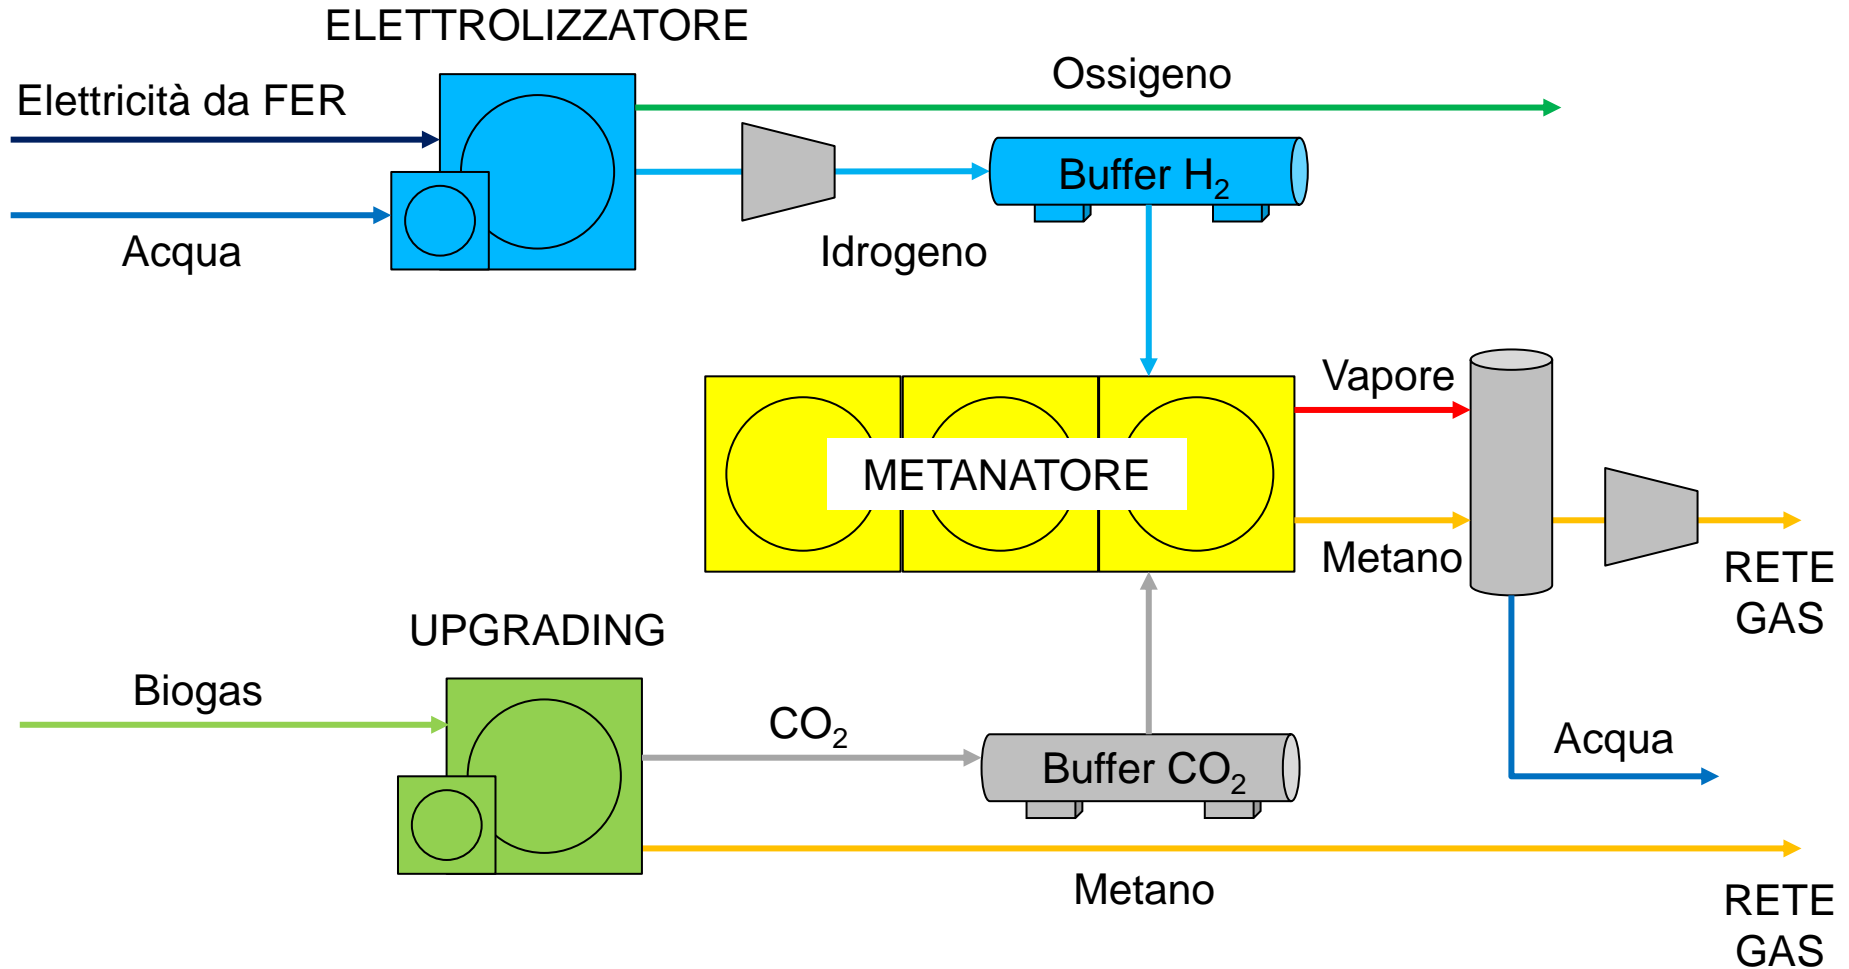 ELETTROLIZZATORE
Elettricità da FER
Ossigeno
Buffer H₂
Acqua
Idrogeno
Vapore
METANATORE
Metano
RETE
GAS
UPGRADING
Biogas
CO₂
Buffer CO₂
Acqua
Metano
RETE
GAS